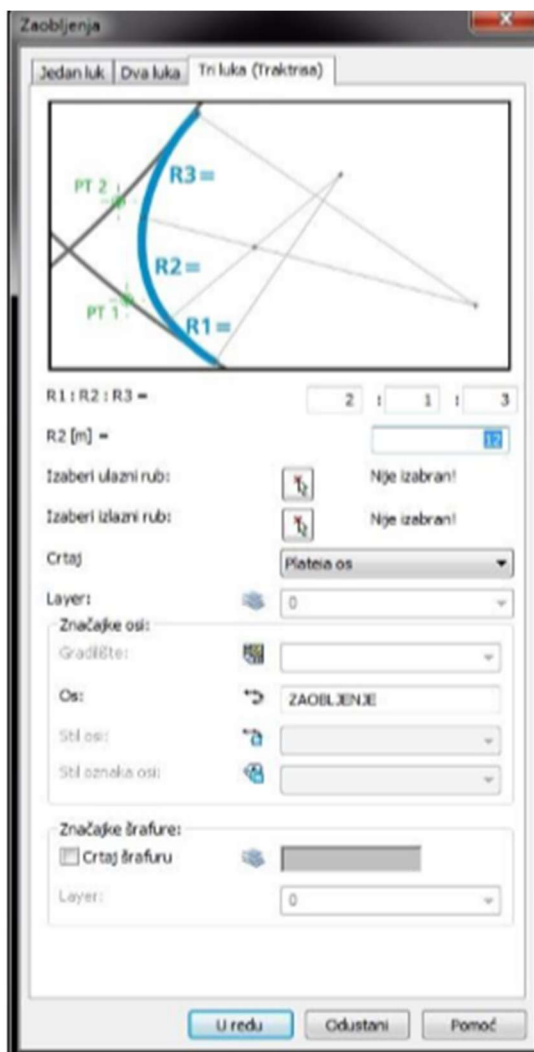 Zaobljenja
Jedan luk Dva luka Tri luka (Traktrisa)
R3=
PT 2
R2=
PT 1
R1=
R1 : R2 : R3 = 2 : 1 : 3
R2 [m] = 12
Izaberi ulazni rub: Nije izabran!
Izaberi izlazni rub: Nije izabran!
Crtaj Plateia os
Layer: 0
Značajke osi:
Gradilište:
Os: ZAOBLJENJE
Stil osi:
Stil oznaka osi:
Značajke šrafure:
Crtaj šrafuru
Layer: 0
U redu Odustani Pomoć